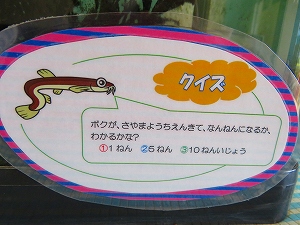 クイズ
ボクが、さやまようちえんきて、なんねんになるか、
わかるかな？
①1ねん ②5ねん ③10ねんいじょう